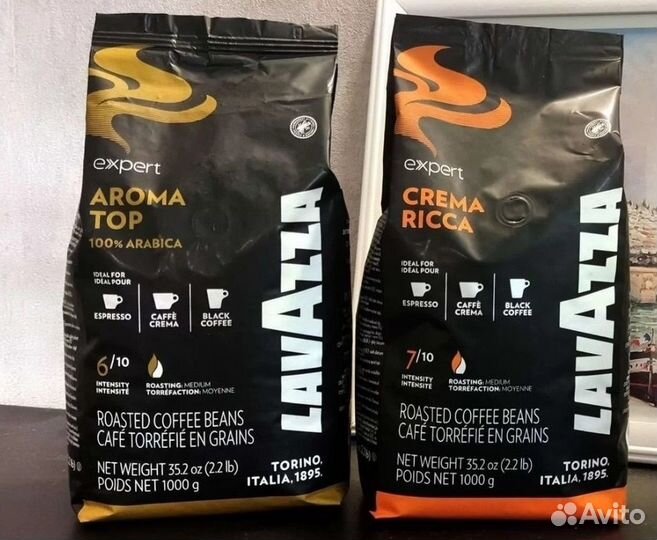 expert
AROMA
TOP
100% ARABICA
IDEAL FOR
IDÉAL POUR
ESPRESSO
CAFFÈ
CREMA
BLACK
COFFEE
6/10
INTENSITY
INTENSITÉ
ROASTING: MEDIUM
TORRÉFACTION: MOYENNE
ROASTED COFFEE BEANS
CAFÉ TORRÉFIÉ EN GRAINS
NET WEIGHT 35.2 oz (2.2 lb)
POIDS NET 1000 g
LAVAZZA
TORINO,
ITALIA, 1895.
expert
CREMA
RICCA
IDEAL FOR
IDÉAL POUR
ESPRESSO
CAFFÈ
CREMA
BLACK
COFFEE
7/10
INTENSITY
INTENSITÉ
ROASTING: MEDIUM
TORRÉFACTION: MOYENNE
ROASTED COFFEE BEANS
CAFÉ TORRÉFIÉ EN GRAINS
NET WEIGHT 35.2 oz (2.2 lb)
POIDS NET 1000 g
LAVAZZA
TORINO,
ITALIA, 1895.
Avito